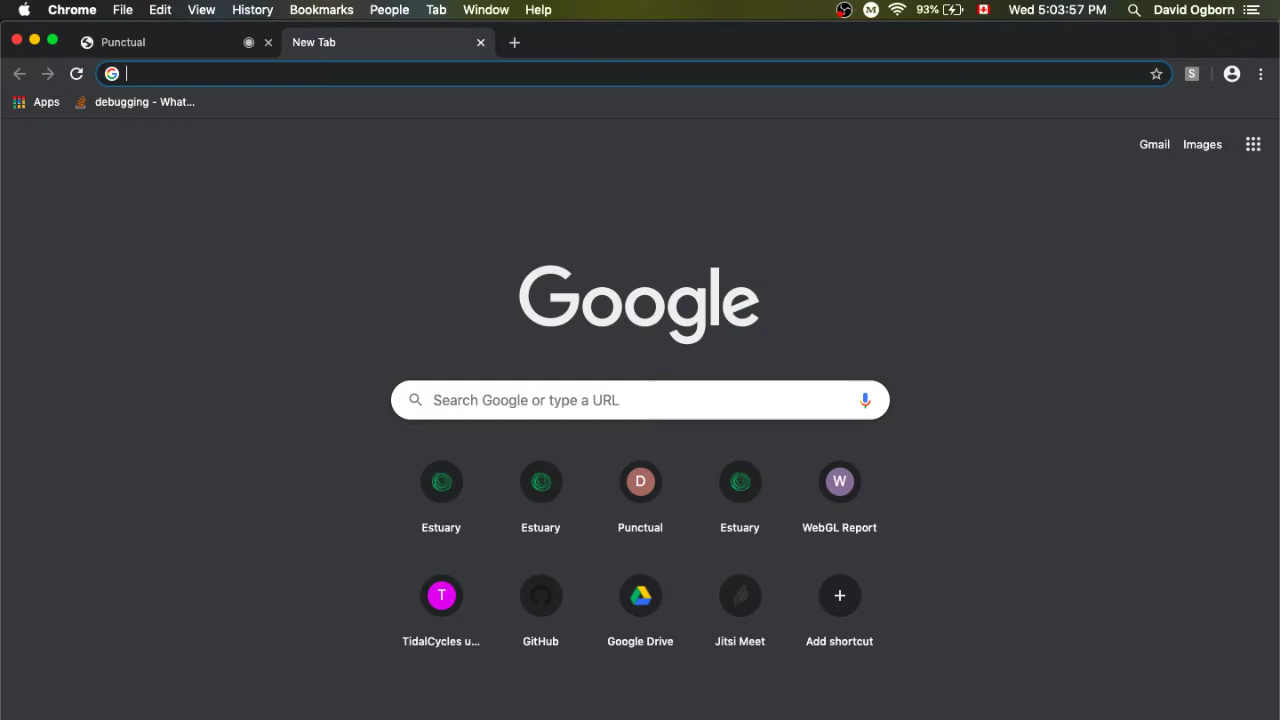 Chrome File Edit View History Bookmarks People Tab Window Help M 93% Wed 5:03:57 PM David Ogborn
Punctual New Tab
G S
Apps debugging - What...
Gmail Images
Google
Search Google or type a URL
D W
Estuary Estuary Punctual Estuary WebGL Report
T
TidalCycles u... GitHub Google Drive Jitsi Meet Add shortcut